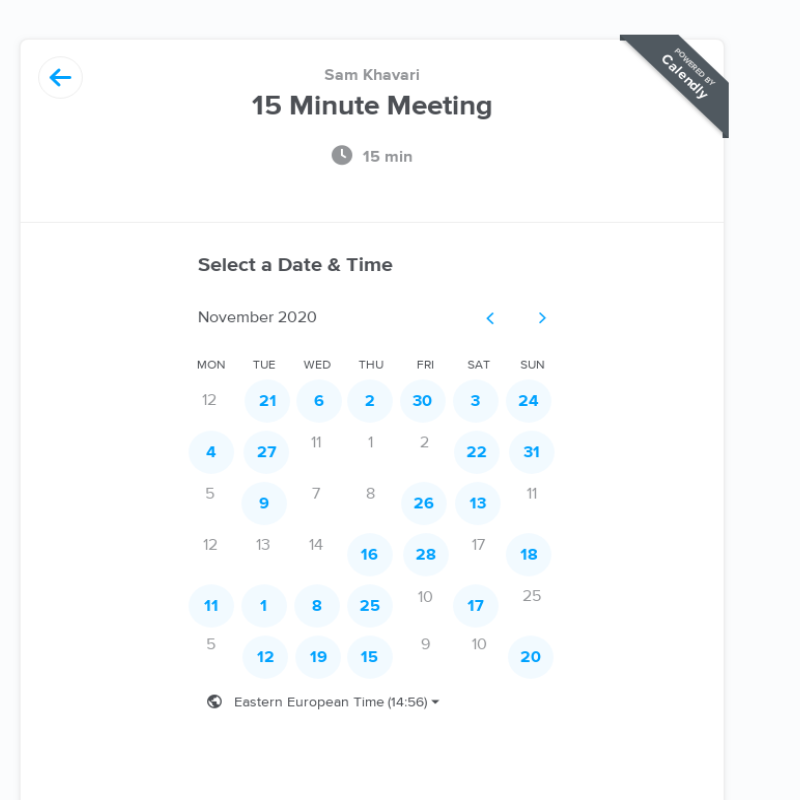 POWERED BY
Calendly
Sam Khavari
15 Minute Meeting
15 min
Select a Date & Time
November 2020
MON TUE WED THU FRI SAT SUN
12 21 6 2 30 3 24
4 27 11 1 2 22 31
5 9 7 8 26 13 11
12 13 14 16 28 17 18
11 1 8 25 10 17 25
5 12 19 15 9 10 20
Eastern European Time (14:56)